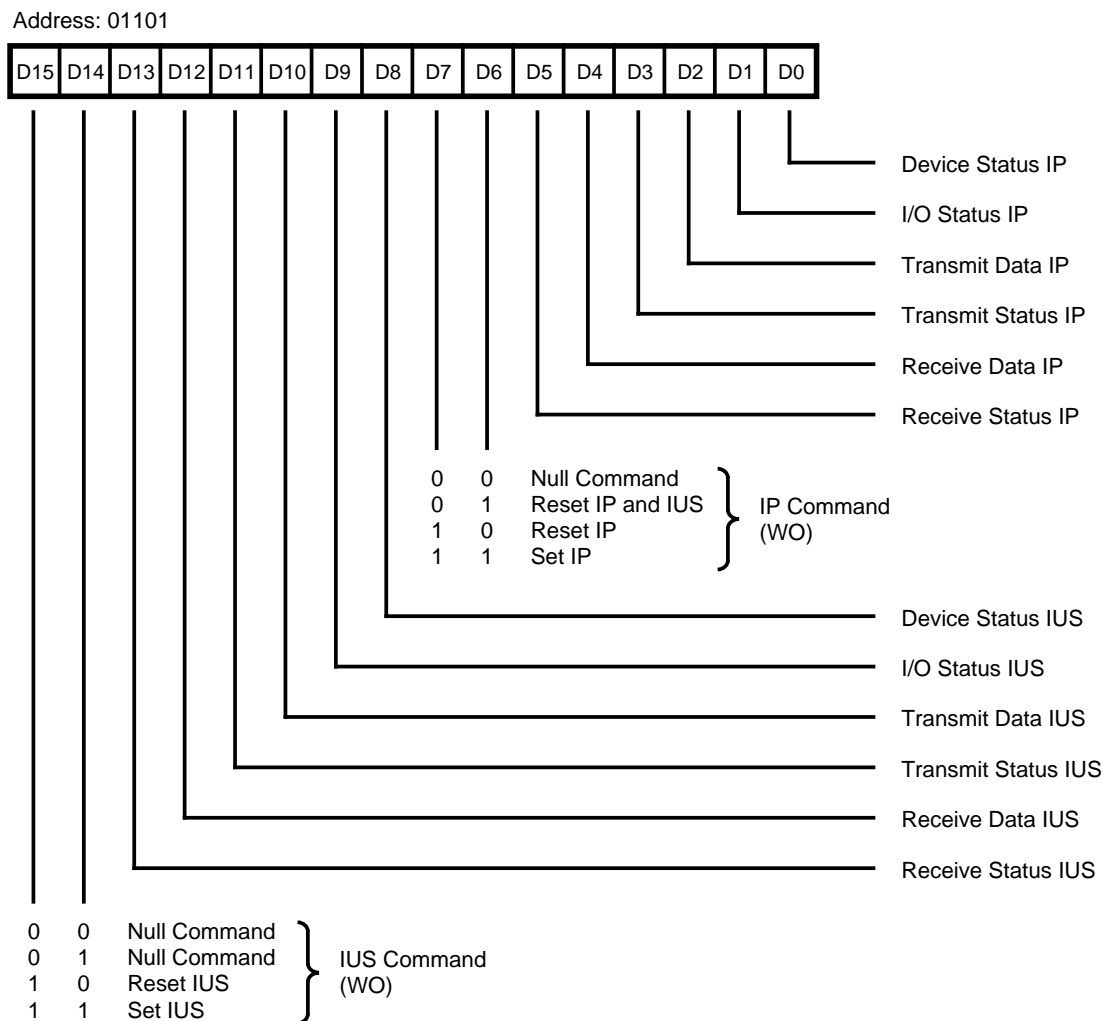 Address: 01101
D15 D14 D13 D12 D11 D10 D9 D8 D7 D6 D5 D4 D3 D2 D1 D0
Device Status IP
I/O Status IP
Transmit Data IP
Transmit Status IP
Receive Data IP
Receive Status IP
0 0 Null Command
0 1 Reset IP and IUS
1 0 Reset IP
1 1 Set IP
IP Command
(WO)
Device Status IUS
I/O Status IUS
Transmit Data IUS
Transmit Status IUS
Receive Data IUS
Receive Status IUS
0 0 Null Command
0 1 Null Command
1 0 Reset IUS
1 1 Set IUS
IUS Command
(WO)